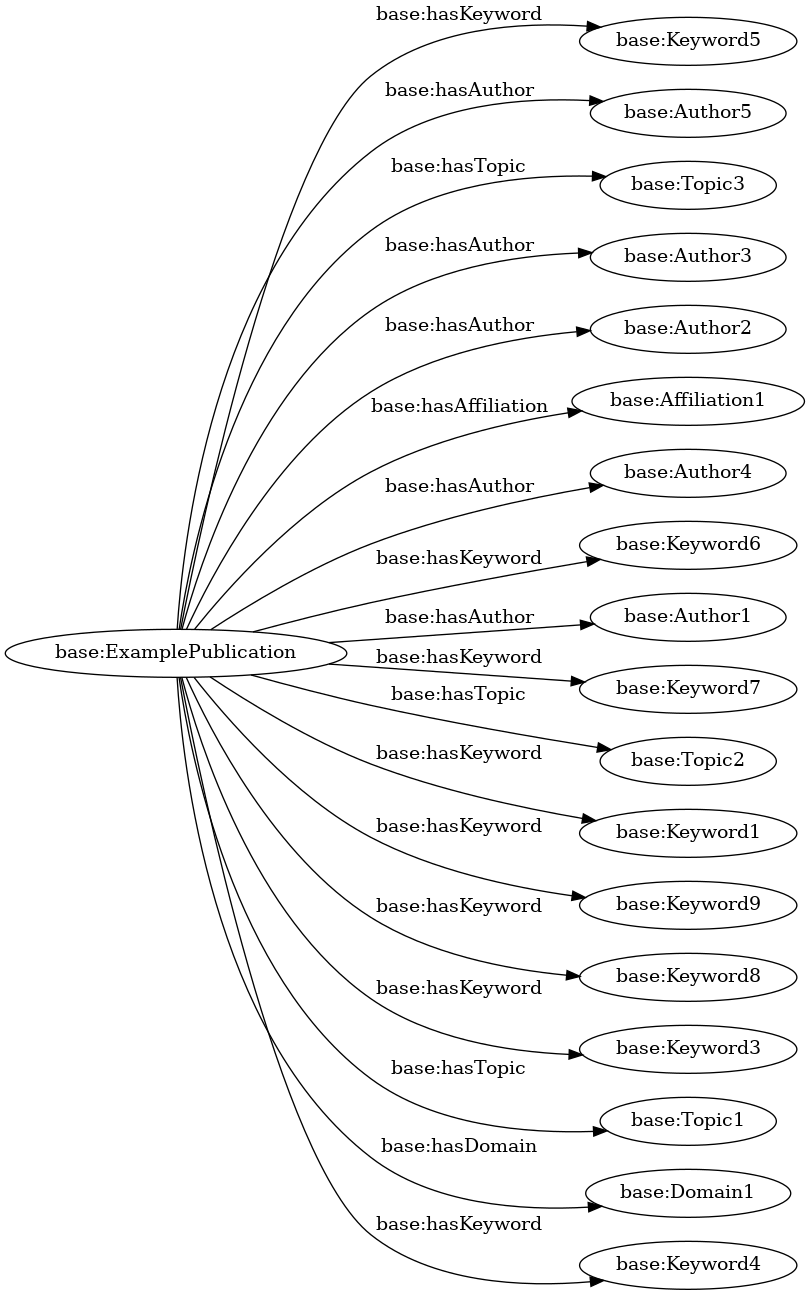 base:hasKeyword
base:Keyword5
base:hasAuthor
base:Author5
base:hasTopic
base:Topic3
base:hasAuthor
base:Author3
base:hasAuthor
base:Author2
base:hasAffiliation
base:Affiliation1
base:hasAuthor
base:Author4
base:hasKeyword
base:Keyword6
base:hasAuthor
base:Author1
base:ExamplePublication
base:hasKeyword
base:Keyword7
base:hasTopic
base:Topic2
base:hasKeyword
base:Keyword1
base:hasKeyword
base:Keyword9
base:hasKeyword
base:Keyword8
base:hasKeyword
base:Keyword3
base:hasTopic
base:Topic1
base:hasDomain
base:Domain1
base:hasKeyword
base:Keyword4